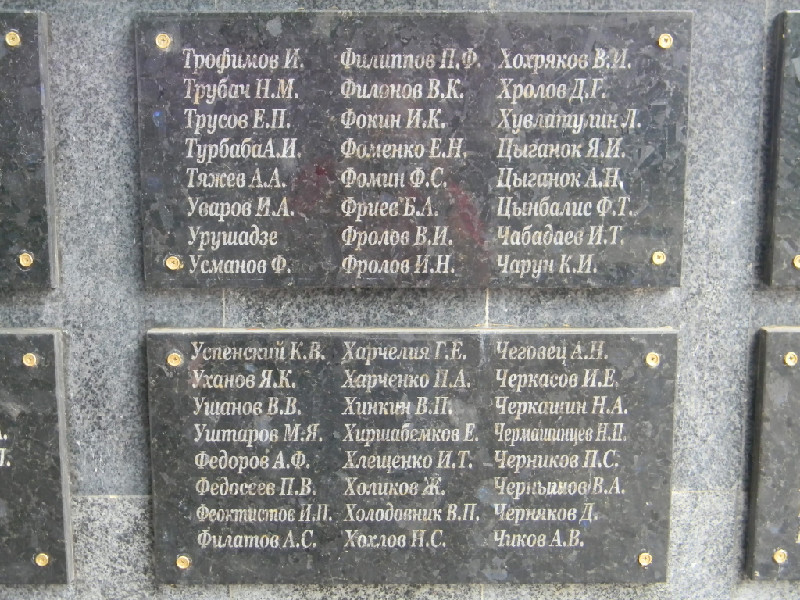 Трофимов И.
Трубач Н.М.
Трусов Е.П.
Турбаба А.И.
Тяжев А.А.
Уваров И.А.
Урушадзе
Усманов Ф.
Филиппов П.Ф.
Филонов В.К.
Фокин И.К.
Фоменко Е.Н.
Фомин Ф.С.
Фриев Б.А.
Фролов В.И.
Фролов И.Н.
Хохряков В.И.
Хролов Д.Г.
Хувлатулин Л.
Цыганок Я.И.
Цыганок А.Н.
Цынбалис Ф.Т.
Чабадаев И.Т.
Чарун К.И.
Успенский К.В.
Уханов Я.К.
Ушанов В.В.
Уштаров М.Я.
Федоров А.Ф.
Федосеев П.В.
Феоктистов И.П.
Филатов А.С.
Харчелия Г.Е.
Харченко П.А.
Хинкин В.П.
Хиршабемков Е.
Хлещенко И.Т.
Холиков Ж.
Холодовник В.П.
Хохлов П.С.
Чеговец А.Н.
Черкасов И.Е
Черкашин Н.А.
Чермашинцев Н.П.
Черников П.С.
Чернышов В.А.
Черняков Д.
Чиков А.В.